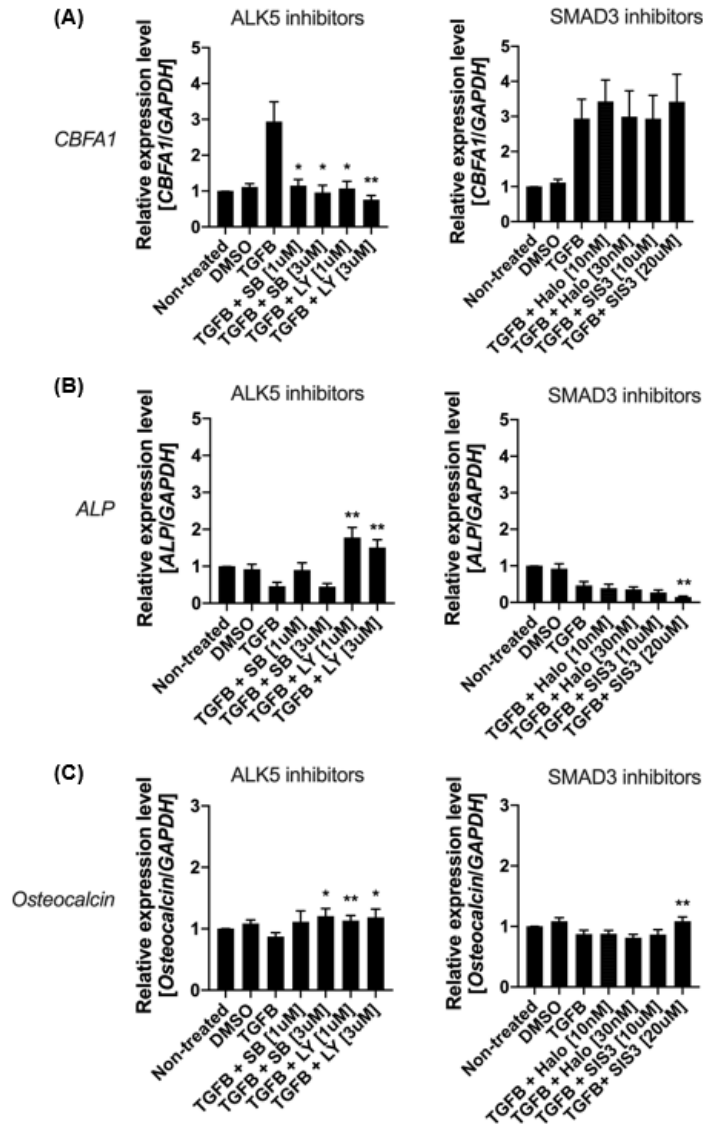 (A)
ALK5 inhibitors
CBFA1
Relative expression level
[CBFA1/GAPDH]
5
4
3
2
1
0
* * * **
Non-treated
DMSO
TGFB
TGFB + SB [1uM]
TGFB + SB [3uM]
TGFB + LY [1uM]
TGFB + LY [3uM]
SMAD3 inhibitors
Relative expression level
[CBFA1/GAPDH]
5
4
3
2
1
0
Non-treated
DMSO
TGFB
TGFB + Halo [10nM]
TGFB + Halo [30nM]
TGFB + SIS3 [10uM]
TGFB+ SIS3 [20uM]
(B)
ALK5 inhibitors
ALP
Relative expression level
[ALP/GAPDH]
5
4
3
2
1
0
** **
Non-treated
DMSO
TGFB
TGFB + SB [1uM]
TGFB + SB [3uM]
TGFB + LY [1uM]
TGFB + LY [3uM]
SMAD3 inhibitors
Relative expression level
[ALP/GAPDH]
5
4
3
2
1
0
**
Non-treated
DMSO
TGFB
TGFB + Halo [10nM]
TGFB + Halo [30nM]
TGFB + SIS3 [10uM]
TGFB+ SIS3 [20uM]
(C)
ALK5 inhibitors
Osteocalcin
Relative expression level
[Osteocalcin/GAPDH]
3
2
1
0
* ** *
Non-treated
DMSO
TGFB
TGFB + SB [1uM]
TGFB + SB [3uM]
TGFB + LY [1uM]
TGFB + LY [3uM]
SMAD3 inhibitors
Relative expression level
[Osteocalcin/GAPDH]
3
2
1
0
**
Non-treated
DMSO
TGFB
TGFB + Halo [10nM]
TGFB + Halo [30nM]
TGFB + SIS3 [10uM]
TGFB+ SIS3 [20uM]